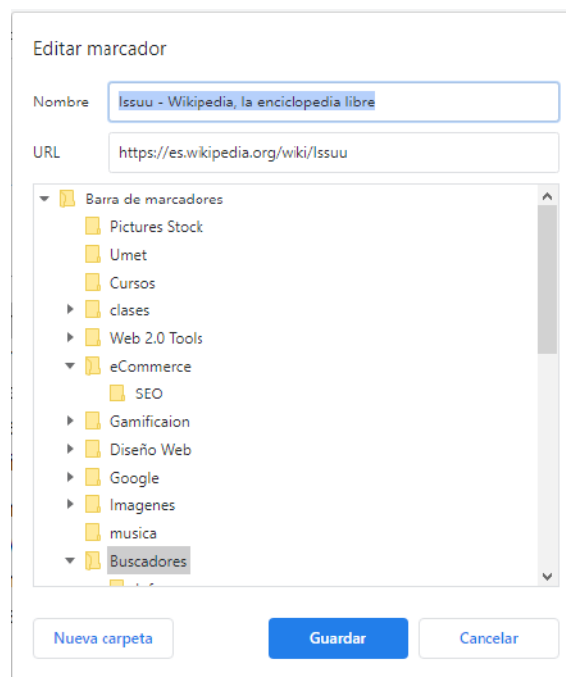 Editar marcador
Nombre Issuu - Wikipedia, la enciclopedia libre
URL https://es.wikipedia.org/wiki/Issuu
Barra de marcadores
Pictures Stock
Umet
Cursos
clases
Web 2.0 Tools
eCommerce
SEO
Gamificaion
Diseño Web
Google
Imagenes
musica
Buscadores
Nueva carpeta Guardar Cancelar